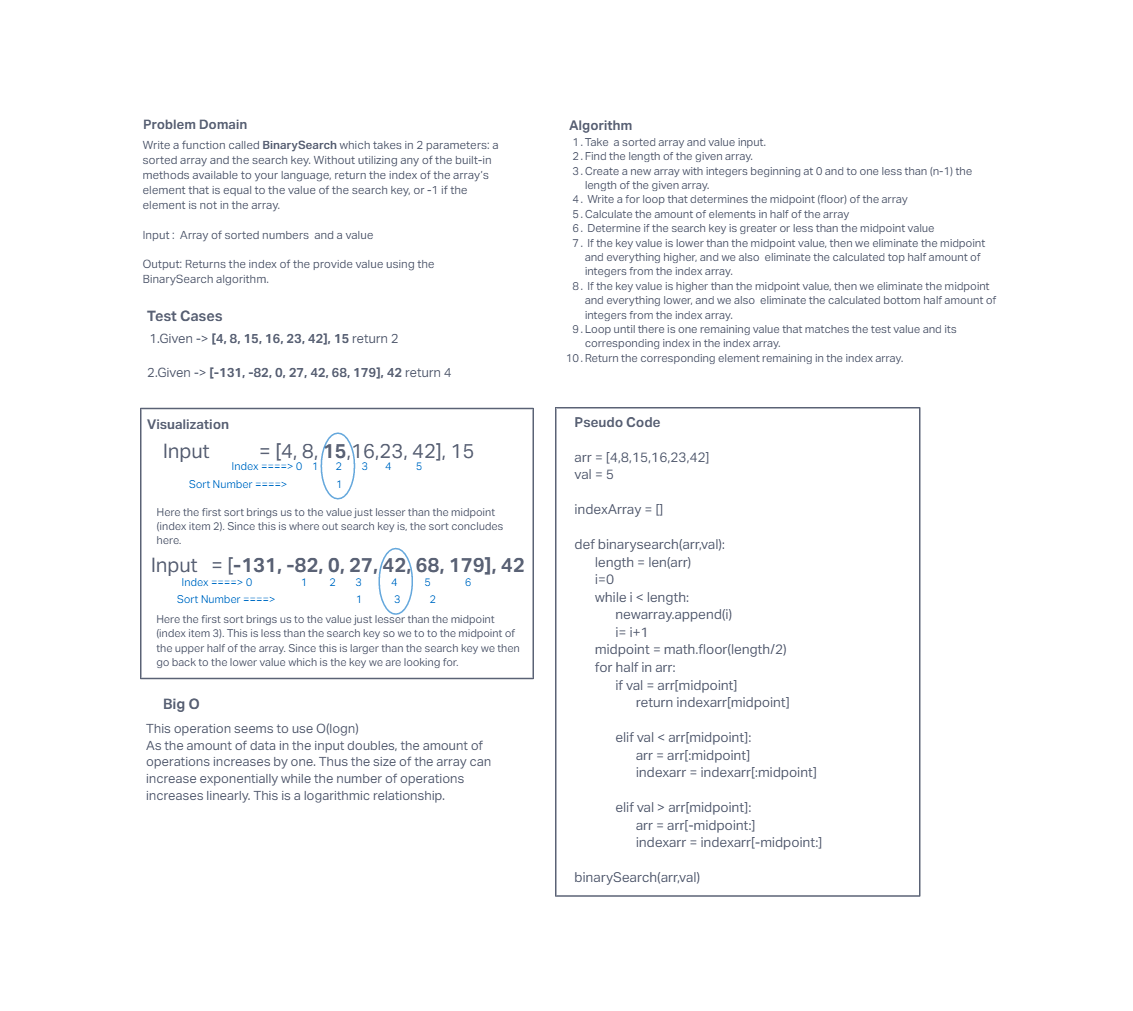 Problem Domain
Write a function called BinarySearch which takes in 2 parameters: a
sorted array and the search key. Without utilizing any of the built-in
methods available to your language, return the index of the array's
element that is equal to the value of the search key, or -1 if the
element is not in the array.
Input : Array of sorted numbers and a value
Output: Returns the index of the provide value using the
BinarySearch algorithm.
Test Cases
1.Given -> [4, 8, 15, 16, 23, 42], 15 return 2
2.Given -> [-131, -82, 0, 27, 42, 68, 179], 42 return 4
Visualization
Input = [4, 8, 15,16,23, 42], 15
Index ====> 0 1 2 3 4 5
Sort Number ====> 1
Here the first sort brings us to the value just lesser than the midpoint
(index item 2). Since this is where out search key is, the sort concludes
here.
Input = [-131, -82, 0, 27, 42, 68, 179], 42
Index ====> 0 1 2 3 4 5 6
Sort Number ====> 1 3 2
Here the first sort brings us to the value just lesser than the midpoint
(index item 3). This is less than the search key so we to to the midpoint of
the upper half of the array. Since this is larger than the search key we then
go back to the lower value which is the key we are looking for.
Big O
This operation seems to use O(logn)
As the amount of data in the input doubles, the amount of
operations increases by one. Thus the size of the array can
increase exponentially while the number of operations
increases linearly. This is a logarithmic relationship.
Algorithm
1. Take a sorted array and value input.
2. Find the length of the given array.
3. Create a new array with integers beginning at 0 and to one less than (n-1) the
length of the given array.
4. Write a for loop that determines the midpoint (floor) of the array
5. Calculate the amount of elements in half of the array
6. Determine if the search key is greater or less than the midpoint value
7. If the key value is lower than the midpoint value, then we eliminate the midpoint
and everything higher, and we also eliminate the calculated top half amount of
integers from the index array.
8. If the key value is higher than the midpoint value, then we eliminate the midpoint
and everything lower, and we also eliminate the calculated bottom half amount of
integers from the index array.
9. Loop until there is one remaining value that matches the test value and its
corresponding index in the index array.
10. Return the corresponding element remaining in the index array.
Pseudo Code
arr = [4,8,15,16,23,42]
val = 5
indexArray = []
def binarysearch(arr,val):
length = len(arr)
i=0
while i < length:
newarray.append(i)
i= i+1
midpoint = math.floor(length/2)
for half in arr:
if val = arr[midpoint]
return indexarr[midpoint]
elif val < arr[midpoint]:
arr = arr[:midpoint]
indexarr = indexarr[:midpoint]
elif val > arr[midpoint]:
arr = arr[-midpoint:]
indexarr = indexarr[-midpoint:]
binarySearch(arr,val)